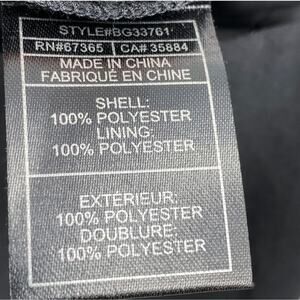 STYLE#BG33761
RN#67365 CA# 35884
MADE IN CHINA
FABRIQUÉ EN CHINE
SHELL:
100% POLYESTER
LINING:
100% POLYESTER
EXTÉRIEUR:
100% POLYESTER
DOUBLURE:
100% POLYESTER